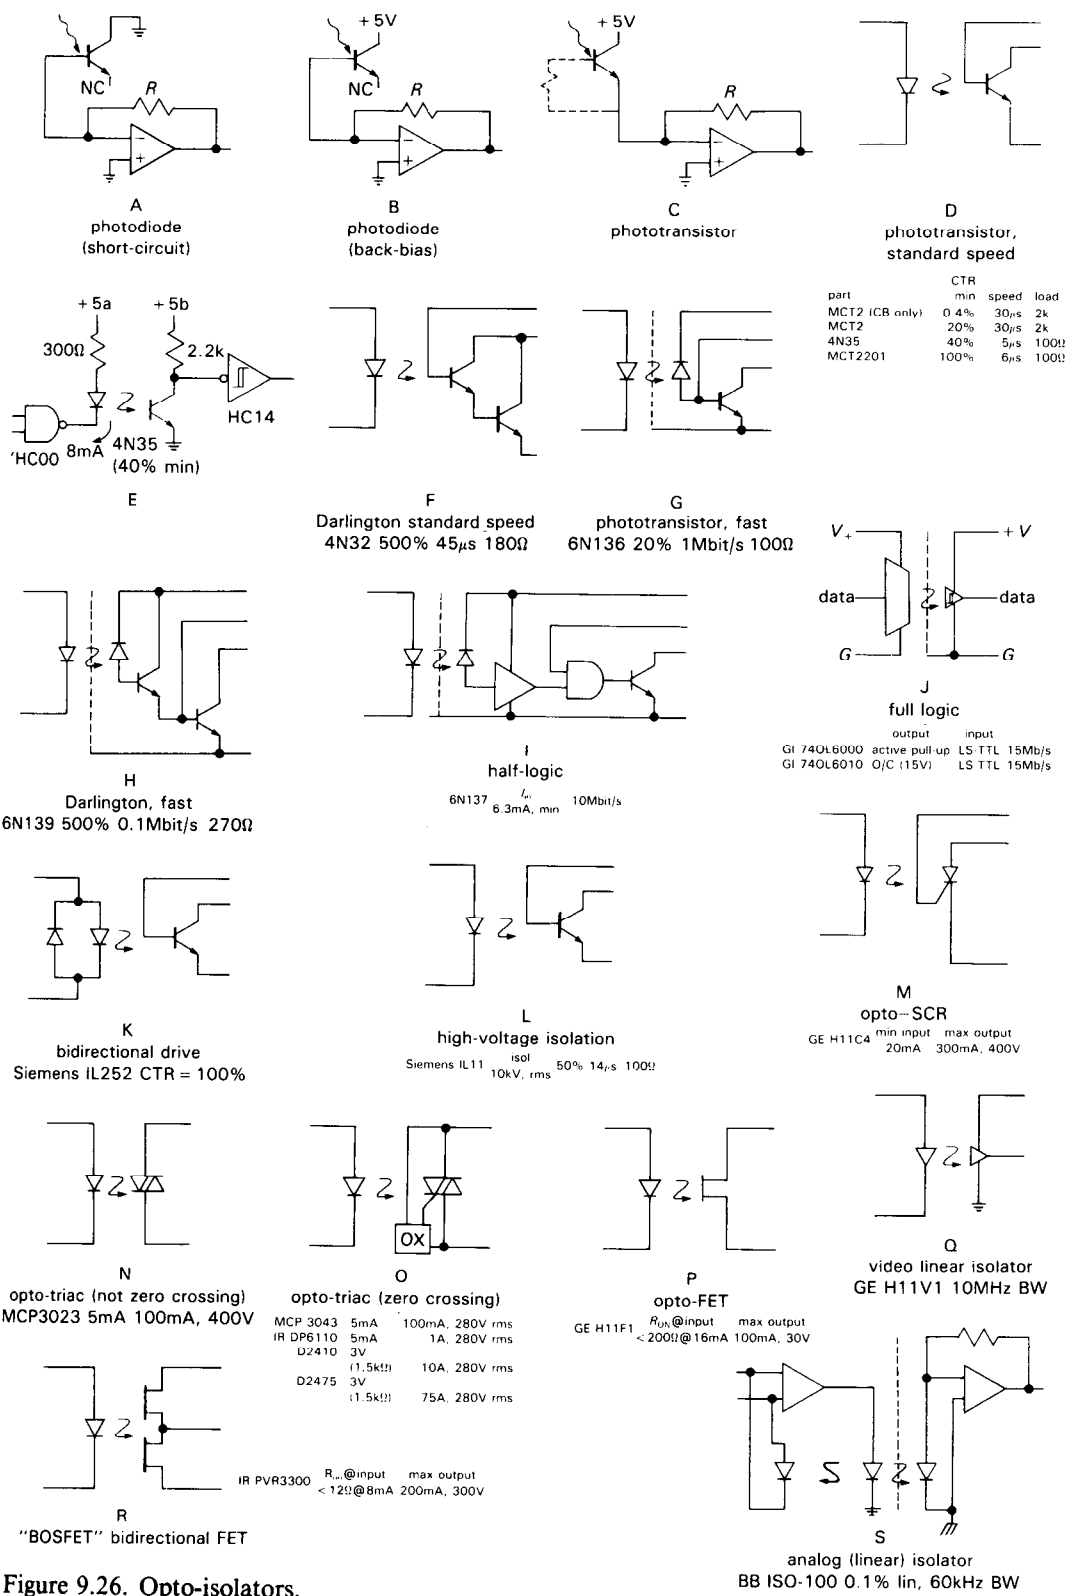 +5V
+5V
NC
R
NC
R
R
A
photodiode
(short-circuit)
B
photodiode
(back-bias)
C
phototransistor
D
phototransistor,
standard speed
CTR
part min speed load
MCT2 (CB only) 0.4% 30μs 2k
MCT2 20% 30μs 2k
4N35 40% 5μs 100Ω
MCT2201 100% 6μs 100Ω
+5a +5b
300Ω 2.2k
HC14
'HC00 8mA 4N35
(40% min)
E
F
Darlington standard speed
4N32 500% 45μs 180Ω
G
phototransistor, fast
6N136 20% 1Mbit/s 100Ω
V+ +V
data data
G G
J
full logic
output input
GI 74OL6000 active pull-up LS-TTL 15Mb/s
GI 74OL6010 O/C (15V) LS TTL 15Mb/s
H
Darlington, fast
6N139 500% 0.1Mbit/s 270Ω
I
half-logic
6N137 6.3mA, min 10Mbit/s
K
bidirectional drive
Siemens IL252 CTR = 100%
L
high-voltage isolation
Siemens IL11 isol 10kV, rms 50% 14μs 100Ω
M
opto-SCR
min input max output
GE H11C4 20mA 300mA, 400V
N
opto-triac (not zero crossing)
MCP3023 5mA 100mA, 400V
OX
O
opto-triac (zero crossing)
MCP 3043 5mA 100mA, 280V rms
IR DP6110 5mA 1A, 280V rms
D2410 3V
(1.5kΩ) 10A, 280V rms
D2475 3V
(1.5kΩ) 75A, 280V rms
P
opto-FET
RON@input max output
GE H11F1 <200Ω@16mA 100mA, 30V
Q
video linear isolator
GE H11V1 10MHz BW
R
"BOSFET" bidirectional FET
@input max output
IR PVR3300 <12Ω@8mA 200mA, 300V
S
analog (linear) isolator
BB ISO-100 0.1% lin, 60kHz BW
Figure 9.26. Opto-isolators.